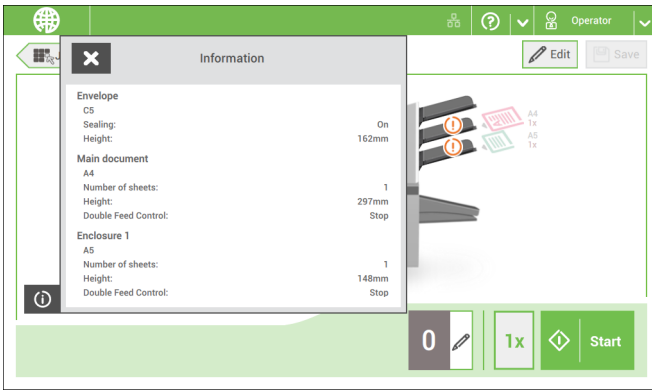 Operator
J
Information
Edit
Save
Envelope
C5
Sealing: On
Height: 162mm
Main document
A4
Number of sheets: 1
Height: 297mm
Double Feed Control: Stop
Enclosure 1
A5
Number of sheets: 1
Height: 148mm
Double Feed Control: Stop
A4
1x
A5
1x
0
1x
Start